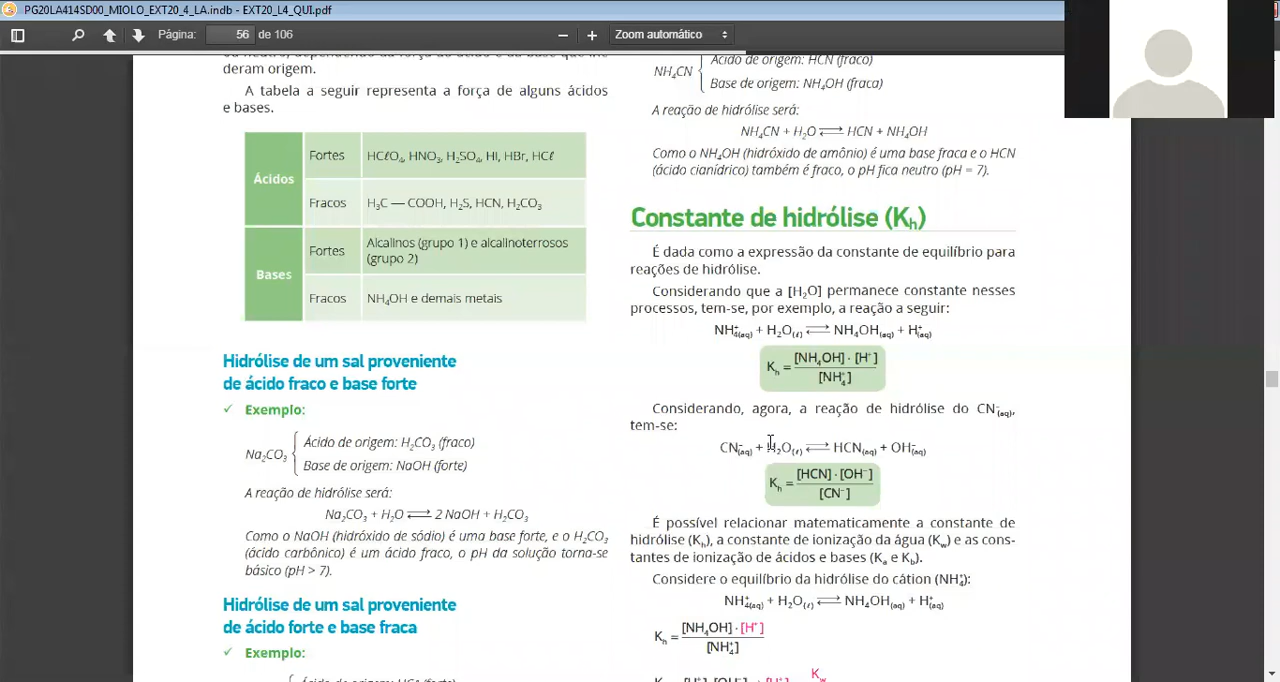 PG20LA414SD00_MIOLO_EXT20_4_LA.indb - EXT20_L4_QUI.pdf
Página: 56 de 106
Zoom automático
deram origem.
A tabela a seguir representa a força de alguns ácidos
e bases.
Ácidos
Fortes
HCℓO₄, HNO₃, H₂SO₄, HI, HBr, HCℓ
Fracos
H₃C — COOH, H₂S, HCN, H₂CO₃
Bases
Fortes
Alcalinos (grupo 1) e alcalinoterrosos
(grupo 2)
Fracos
NH₄OH e demais metais
Hidrólise de um sal proveniente
de ácido fraco e base forte
✓ Exemplo:
Na₂CO₃ { Ácido de origem: H₂CO₃ (fraco)
Base de origem: NaOH (forte)
A reação de hidrólise será:
Na₂CO₃ + H₂O ⇌ 2 NaOH + H₂CO₃
Como o NaOH (hidróxido de sódio) é uma base forte, e o H₂CO₃
(ácido carbônico) é um ácido fraco, o pH da solução torna-se
básico (pH > 7).
Hidrólise de um sal proveniente
de ácido forte e base fraca
✓ Exemplo:
NH₄CN { Ácido de origem: HCN (fraco)
Base de origem: NH₄OH (fraca)
A reação de hidrólise será:
NH₄CN + H₂O ⇌ HCN + NH₄OH
Como o NH₄OH (hidróxido de amônio) é uma base fraca e o HCN
(ácido cianídrico) também é fraco, o pH fica neutro (pH = 7).
Constante de hidrólise (Kₕ)
É dada como a expressão da constante de equilíbrio para
reações de hidrólise.
Considerando que a [H₂O] permanece constante nesses
processos, tem-se, por exemplo, a reação a seguir:
NH₄⁺(aq) + H₂O(ℓ) ⇌ NH₄OH(aq) + H⁺(aq)
Kₕ = [NH₄OH] · [H⁺] / [NH₄⁺]
Considerando, agora, a reação de hidrólise do CN⁻(aq),
tem-se:
CN⁻(aq) + H₂O(ℓ) ⇌ HCN(aq) + OH⁻(aq)
Kₕ = [HCN] · [OH⁻] / [CN⁻]
É possível relacionar matematicamente a constante de
hidrólise (Kₕ), a constante de ionização da água (K_w) e as cons-
tantes de ionização de ácidos e bases (Kₐ e K_b).
Considere o equilíbrio da hidrólise do cátion (NH₄⁺):
NH₄⁺(aq) + H₂O(ℓ) ⇌ NH₄OH(aq) + H⁺(aq)
Kₕ = [NH₄OH] · [H⁺] / [NH₄⁺]